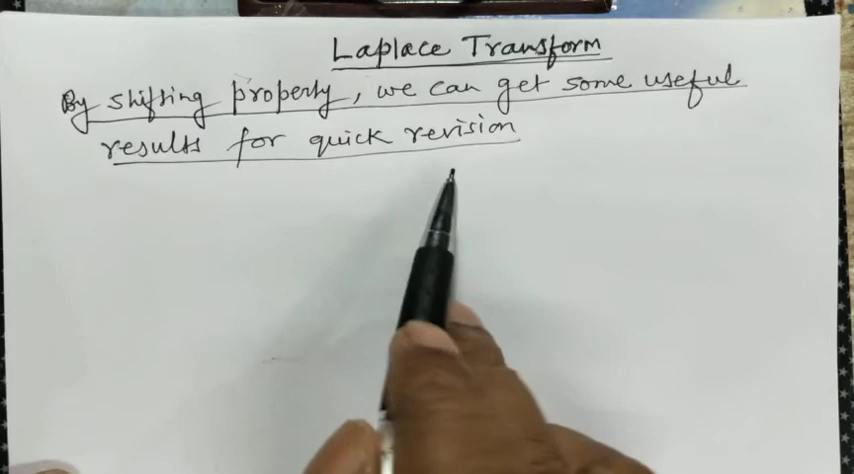 Laplace Transform
By shifting property, we can get some useful
results for quick revision